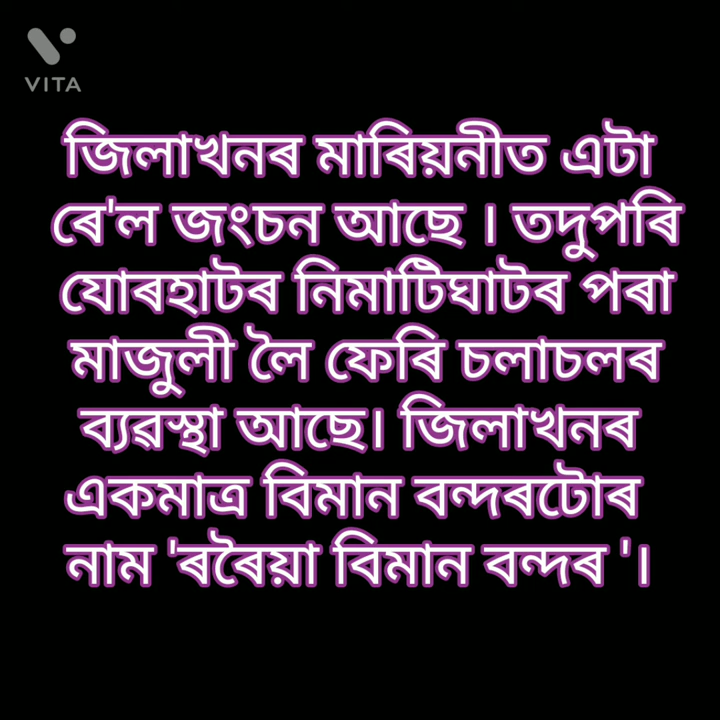 VITA
জিলাখনৰ মাৰিয়নীত এটা
ৰে'ল জংচন আছে । তদুপৰি
যোৰহাটৰ নিমাটিঘাটৰ পৰা
মাজুলী লৈ ফেৰি চলাচলৰ
ব্যৱস্থা আছে। জিলাখনৰ
একমাত্ৰ বিমান বন্দৰটোৰ
নাম 'ৰৰৈয়া বিমান বন্দৰ '।